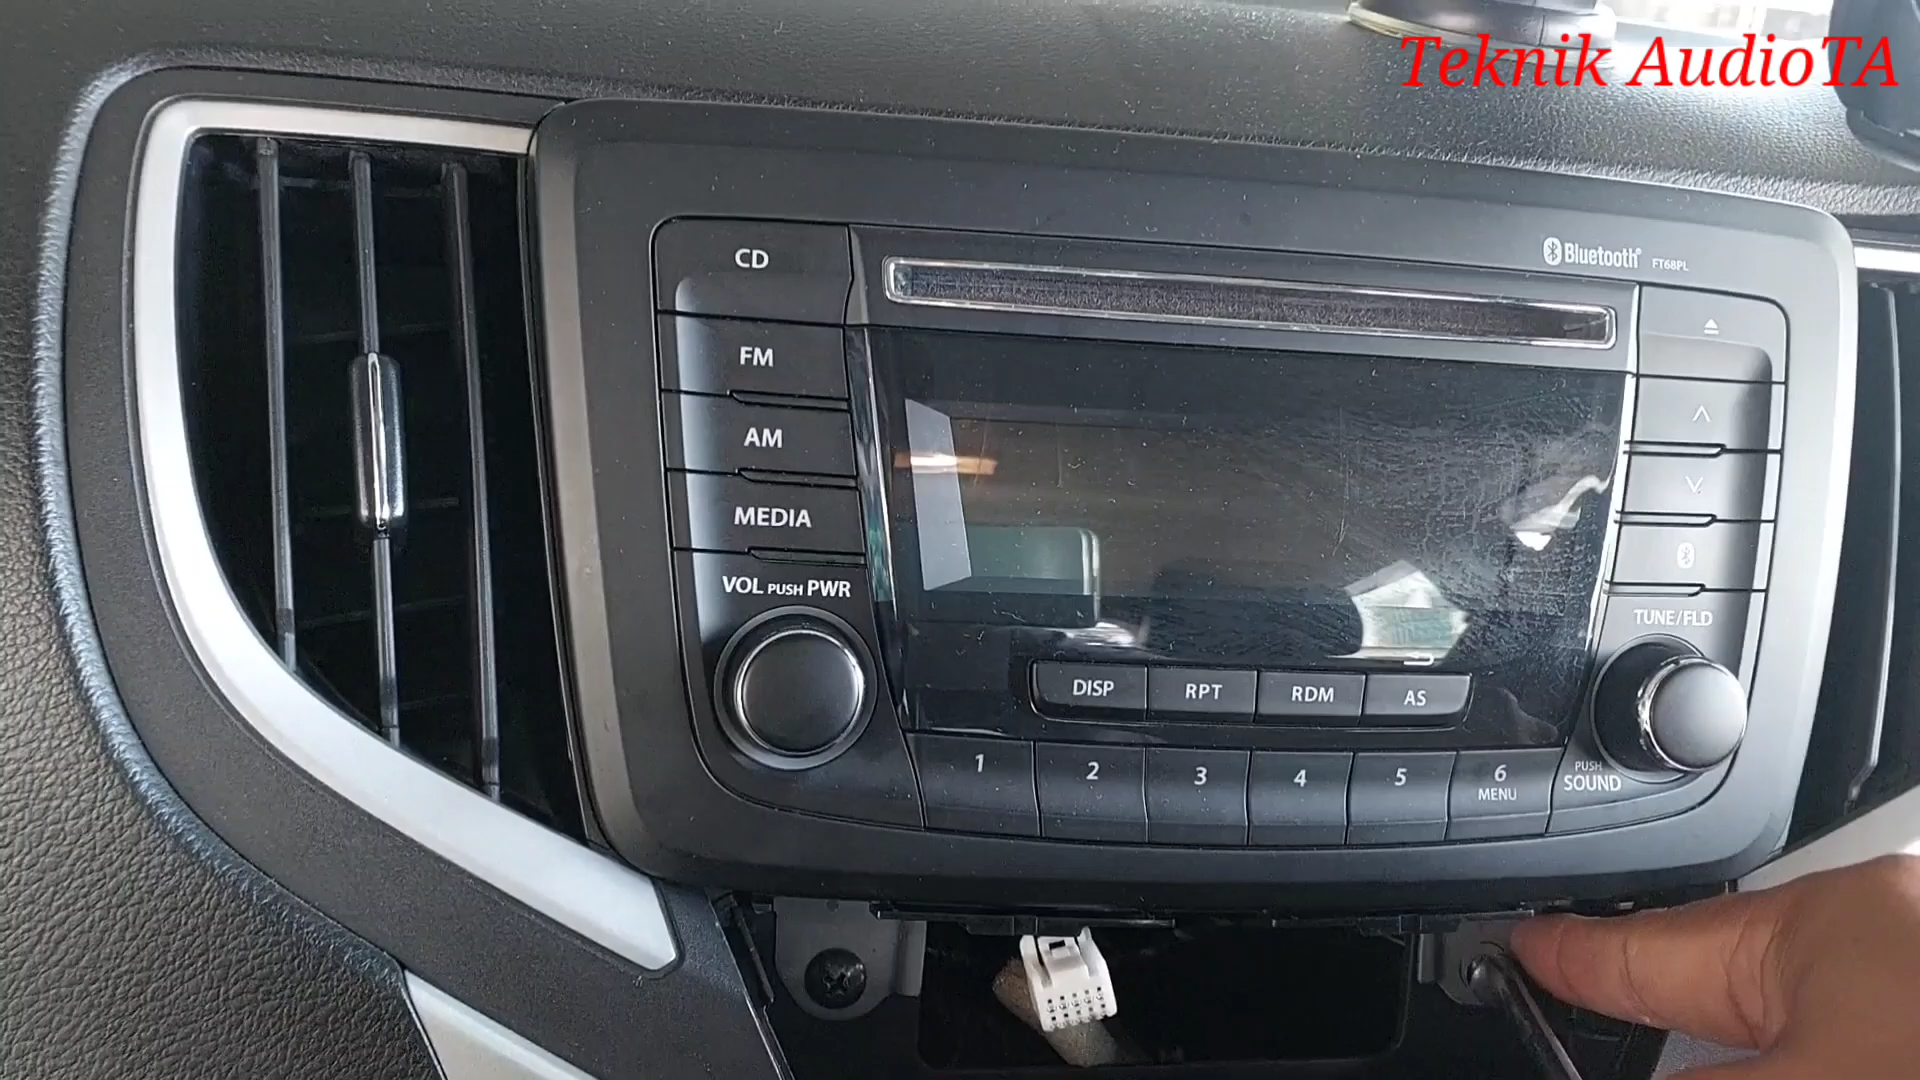 Teknik AudioTA
Bluetooth® FT68PL
CD
FM
AM
MEDIA
VOL PUSH PWR
TUNE/FLD
DISP RPT RDM AS
1 2 3 4 5 6
MENU
PUSH
SOUND